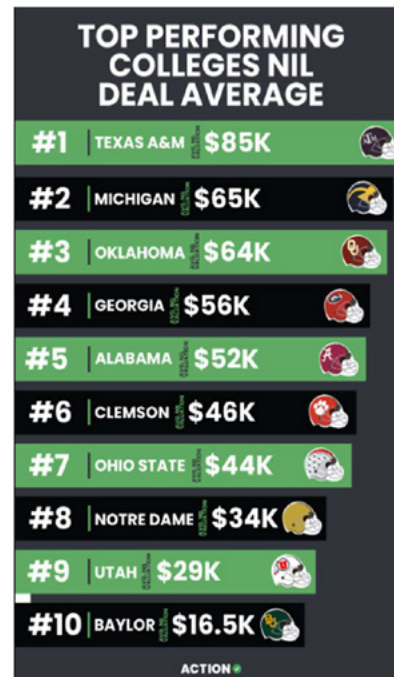 TOP PERFORMING
COLLEGES NIL
DEAL AVERAGE
#1 TEXAS A&M $85K
#2 MICHIGAN $65K
#3 OKLAHOMA $64K
#4 GEORGIA $56K
#5 ALABAMA $52K
#6 CLEMSON $46K
#7 OHIO STATE $44K
#8 NOTRE DAME $34K
#9 UTAH $29K
#10 BAYLOR $16.5K
ACTION